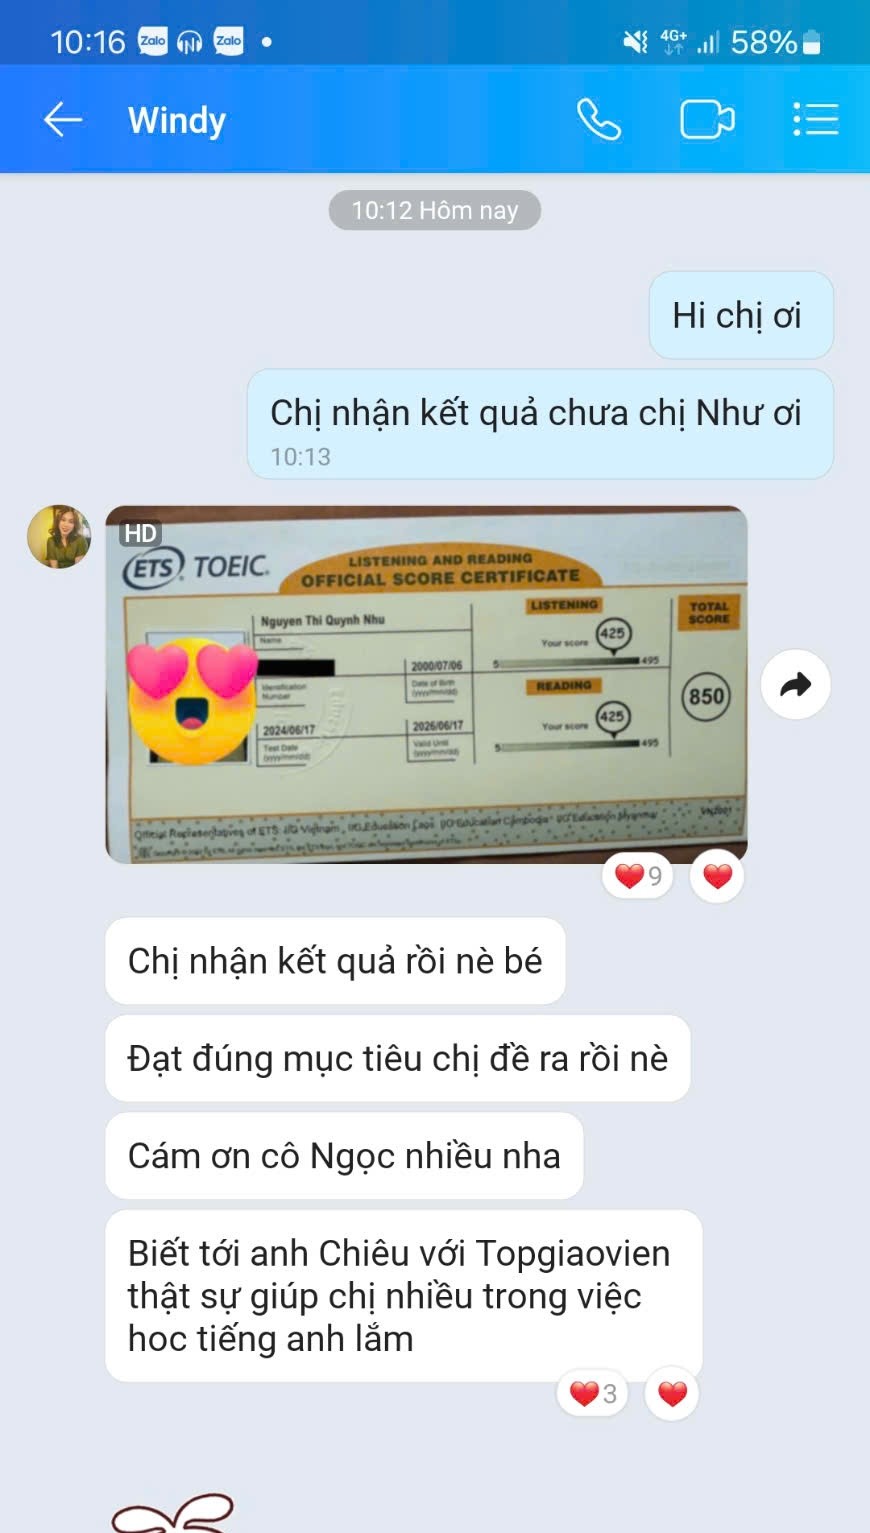 10:16 Zalo Zalo 4G+ 58%
Windy
10:12 Hôm nay
Hi chị ơi
Chị nhận kết quả chưa chị Như ơi
10:13
HD
ETS TOEIC.
LISTENING AND READING
OFFICIAL SCORE CERTIFICATE
Nguyen Thi Quynh Nhu
Name
Identification
Number
2000/07/06
Date of Birth
(yyyy/mm/dd)
2024/06/17
Test Date
(yyyy/mm/dd)
2026/06/17
Valid Until
(yyyy/mm/dd)
LISTENING
Your score
425
5 495
READING
Your score
425
5 495
TOTAL
SCORE
850
Official Representatives of ETS: IIG Vietnam, IIG Education Laos, IIG Education Cambodia, IIG Education Myanmar
9
Chị nhận kết quả rồi nè bé
Đạt đúng mục tiêu chị đề ra rồi nè
Cám ơn cô Ngọc nhiều nha
Biết tới anh Chiêu với Topgiaovien
thật sự giúp chị nhiều trong việc
hoc tiếng anh lắm
3